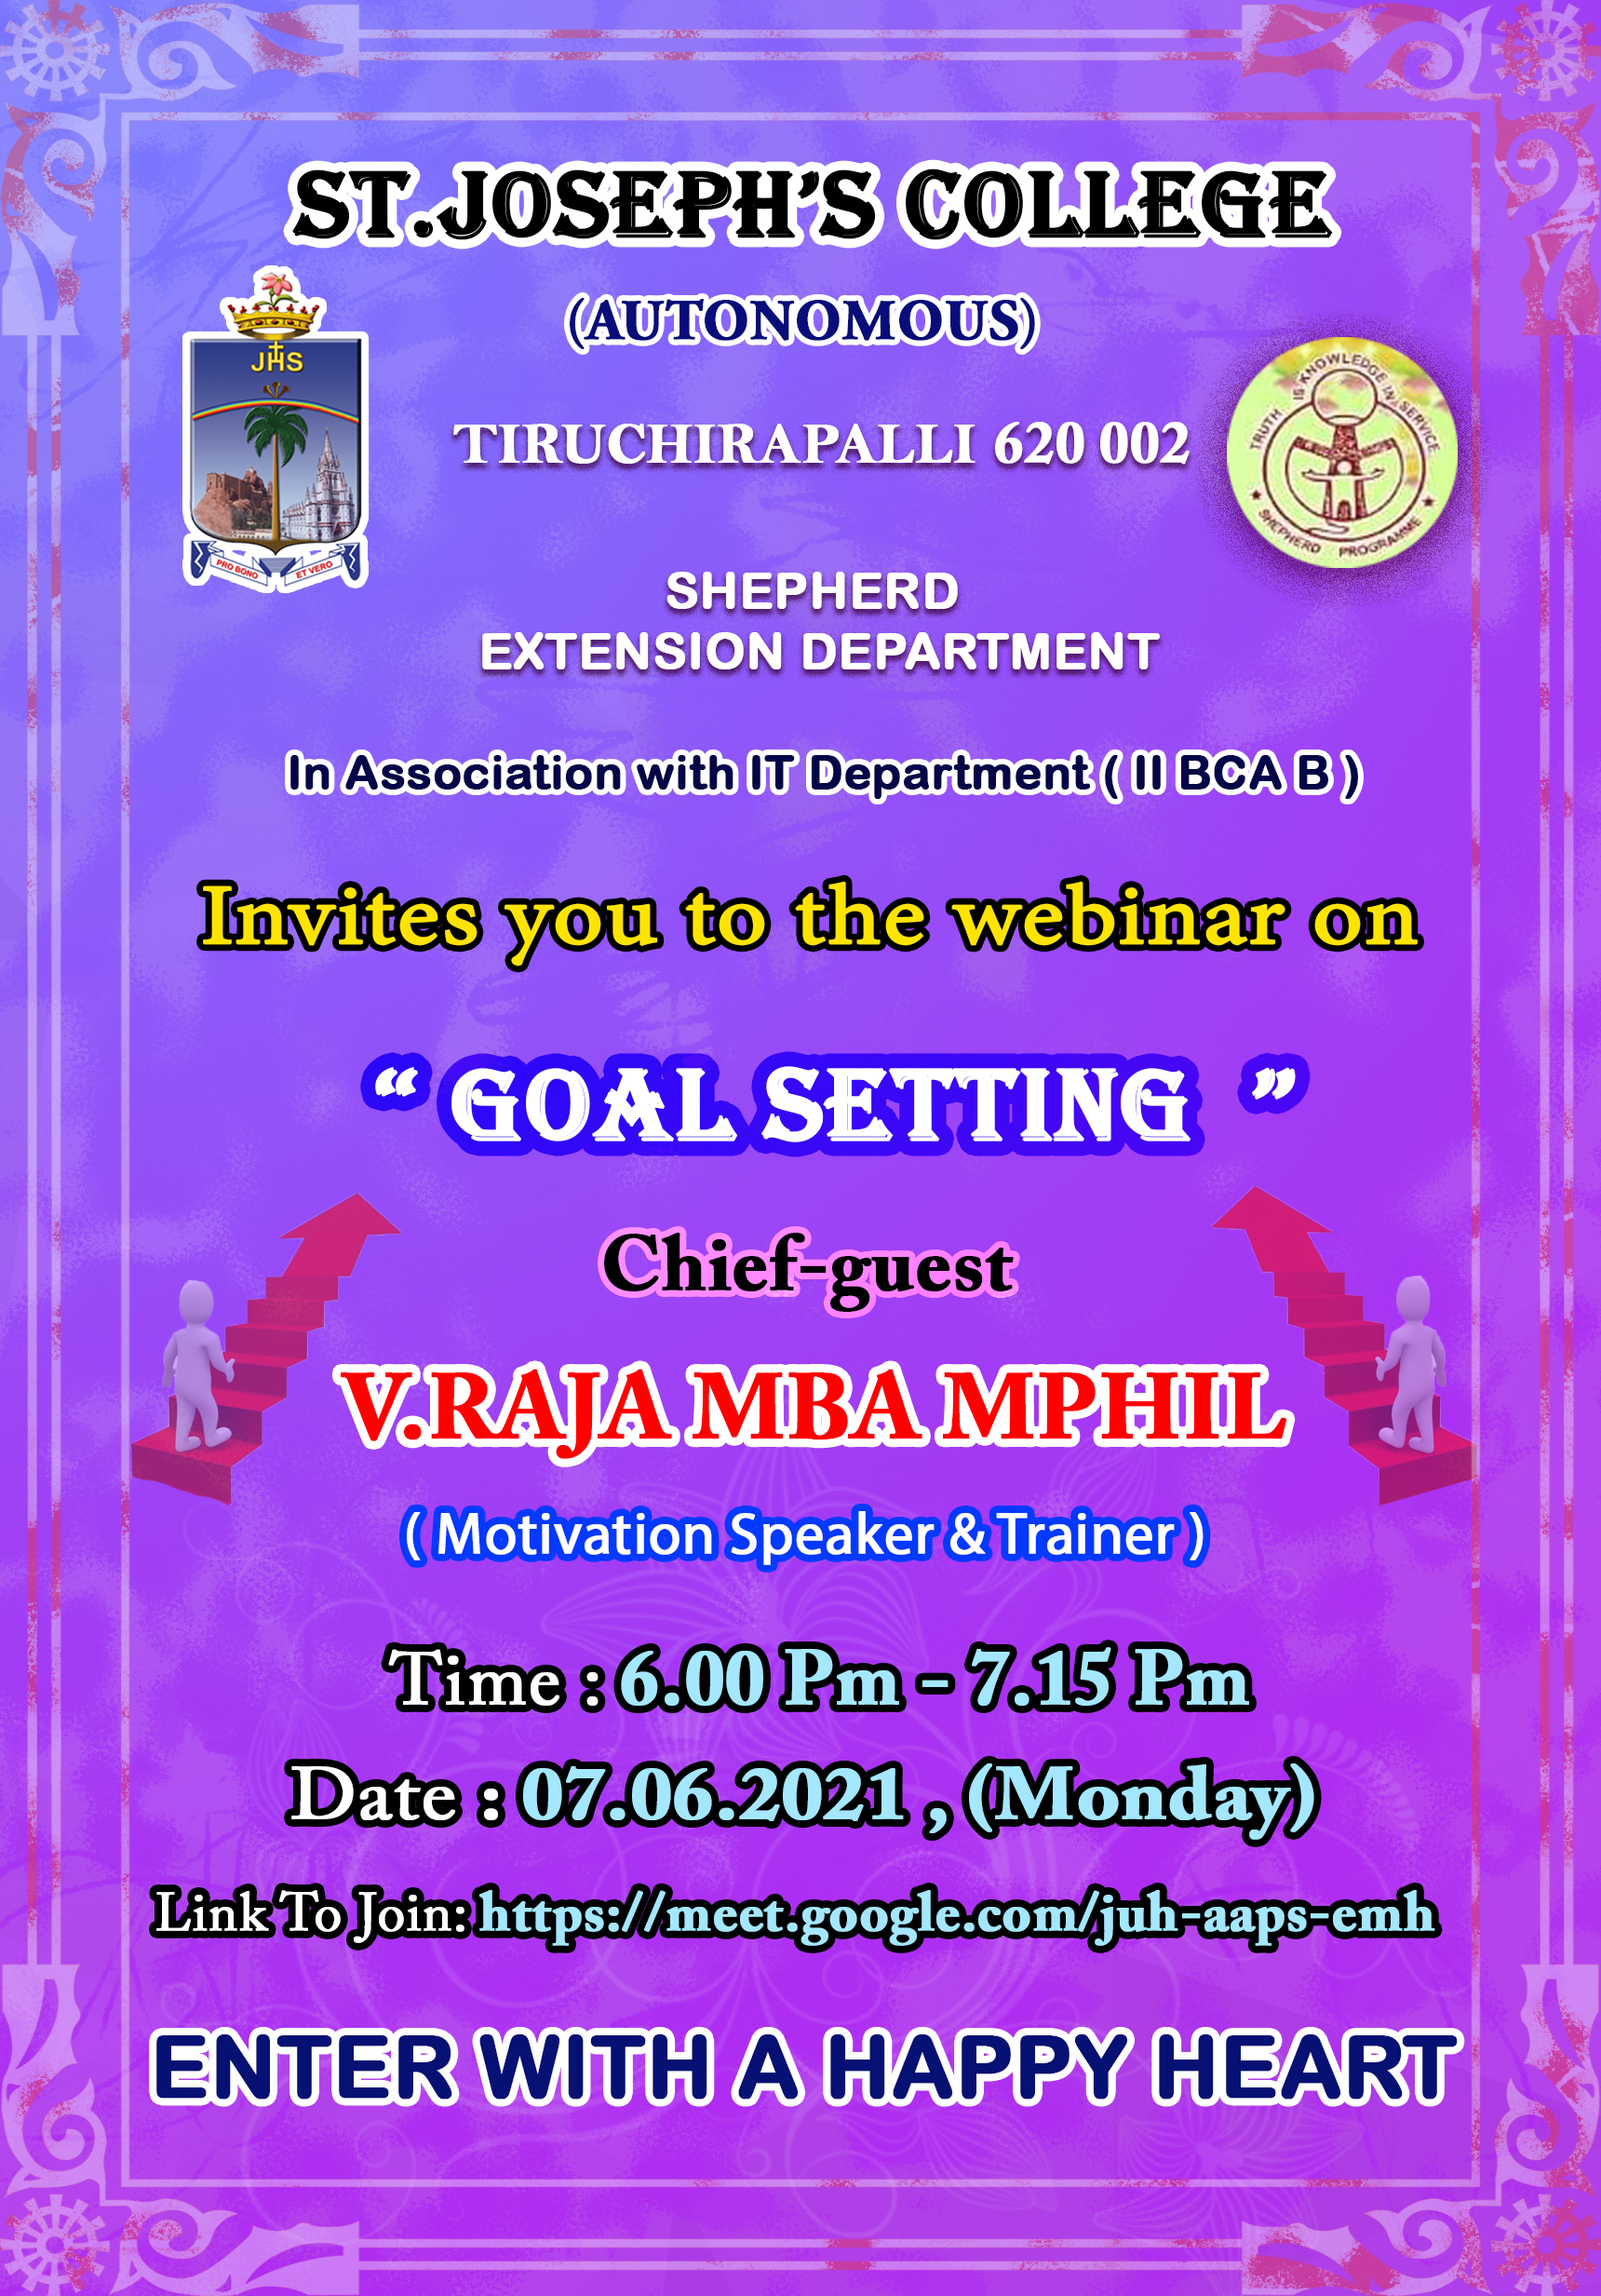 ST.JOSEPH'S COLLEGE
(AUTONOMOUS)
JHS
PRO BONO ET VERO
TIRUCHIRAPALLI 620 002
TRUTH IS KNOWLEDGE IN SERVICE
★ SHEPHERD PROGRAMME ★
SHEPHERD
EXTENSION DEPARTMENT
In Association with IT Department ( II BCA B )
Invites you to the webinar on
“ GOAL SETTING ”
Chief-guest
V.RAJA MBA MPHIL
( Motivation Speaker & Trainer )
Time : 6.00 Pm - 7.15 Pm
Date : 07.06.2021 , (Monday)
Link To Join: https://meet.google.com/juh-aaps-emh
ENTER WITH A HAPPY HEART